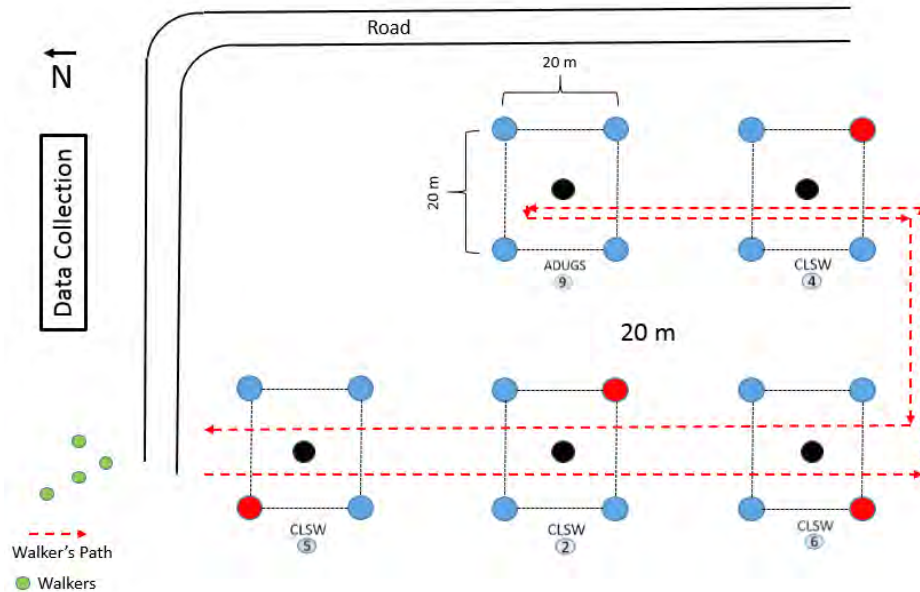 Road
N
20 m
20 m
Data Collection
ADUGS
9
CLSW
4
20 m
CLSW
5
CLSW
2
CLSW
6
Walker's Path
Walkers